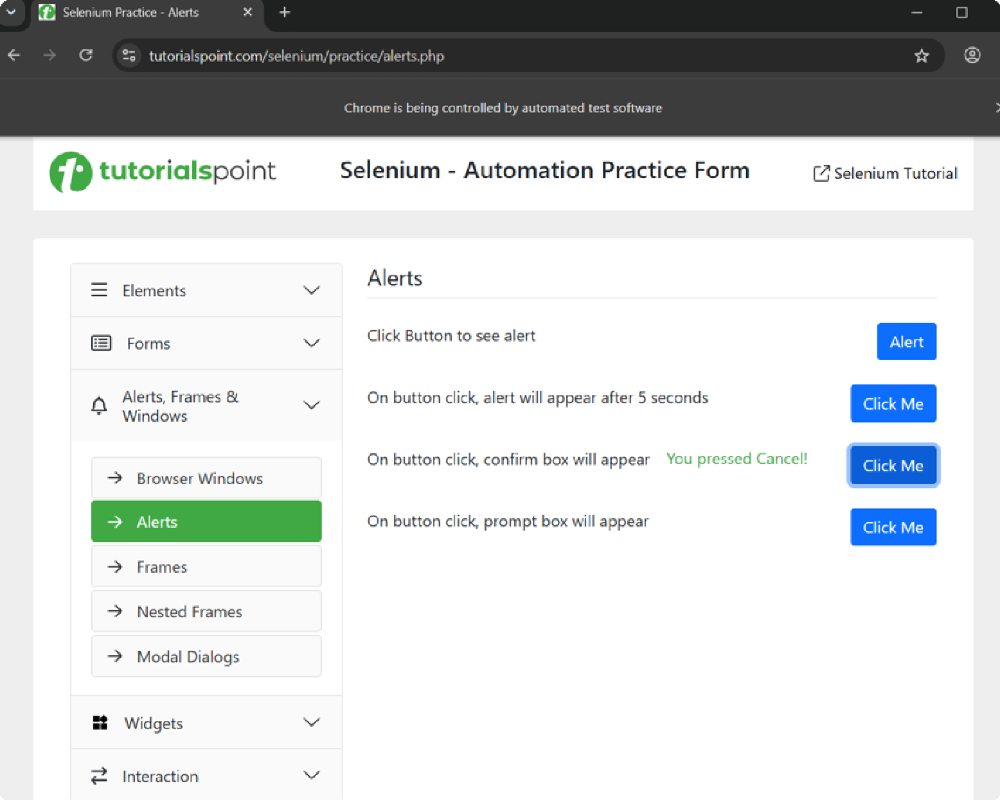 Selenium Practice - Alerts
tutorialspoint.com/selenium/practice/alerts.php
Chrome is being controlled by automated test software
tutorialspoint
Selenium - Automation Practice Form
Selenium Tutorial
Elements
Forms
Alerts, Frames &
Windows
Browser Windows
Alerts
Frames
Nested Frames
Modal Dialogs
Widgets
Interaction
Alerts
Click Button to see alert
Alert
On button click, alert will appear after 5 seconds
Click Me
On button click, confirm box will appear You pressed Cancel!
Click Me
On button click, prompt box will appear
Click Me